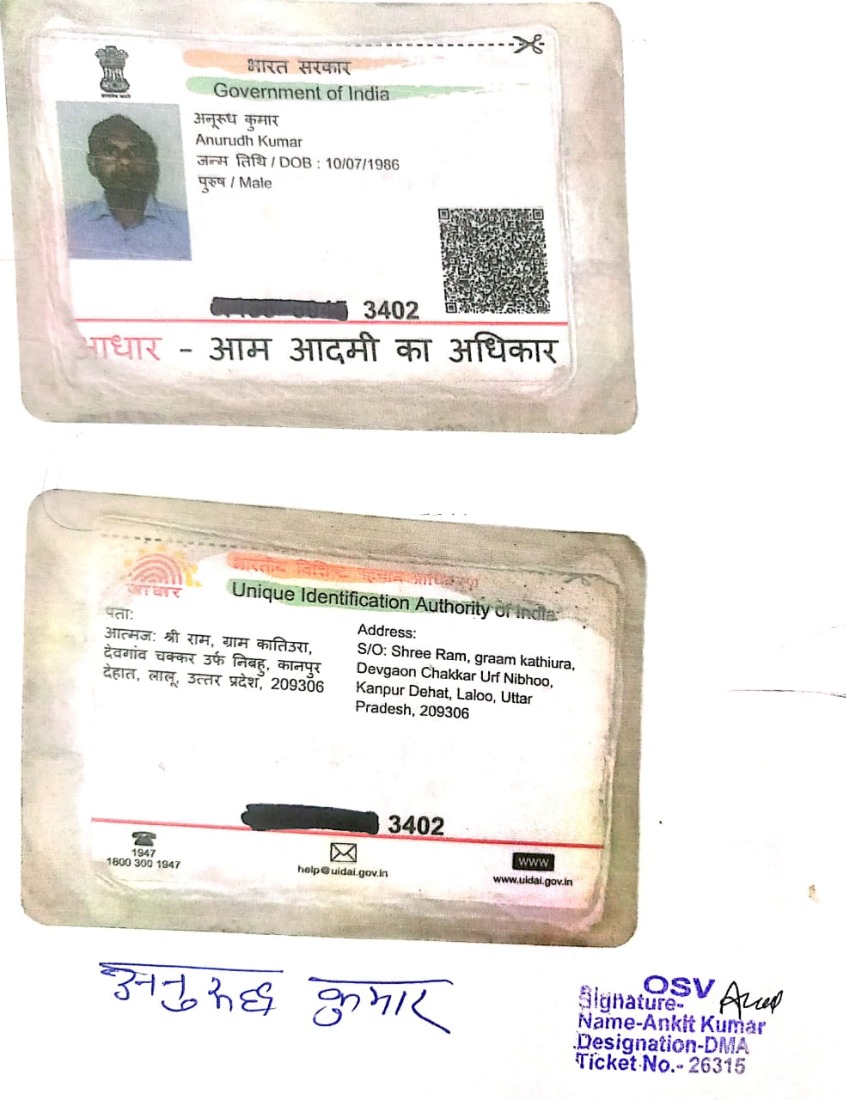 भारत सरकार
Government of India
अनूरुध कुमार
Anurudh Kumar
जन्म तिथि / DOB : 10/07/1986
पुरुष / Male
3402
आधार - आम आदमी का अधिकार
आधार
भारतीय विशिष्ट पहचान प्राधिकरण
Unique Identification Authority of India
पता:
आत्मज: श्री राम, ग्राम कातिउरा,
देवगांव चक्कर उर्फ निबहु, कानपुर
देहात, लालू, उत्तर प्रदेश, 209306
Address:
S/O: Shree Ram, graam kathiura,
Devgaon Chakkar Urf Nibhoo,
Kanpur Dehat, Laloo, Uttar
Pradesh, 209306
3402
1947
1800 300 1947
help@uidai.gov.in
www
www.uidai.gov.in
अनुरुध कुमार
OSV
Signature-
Name-Ankit Kumar
Designation-DMA
Ticket No.- 26315